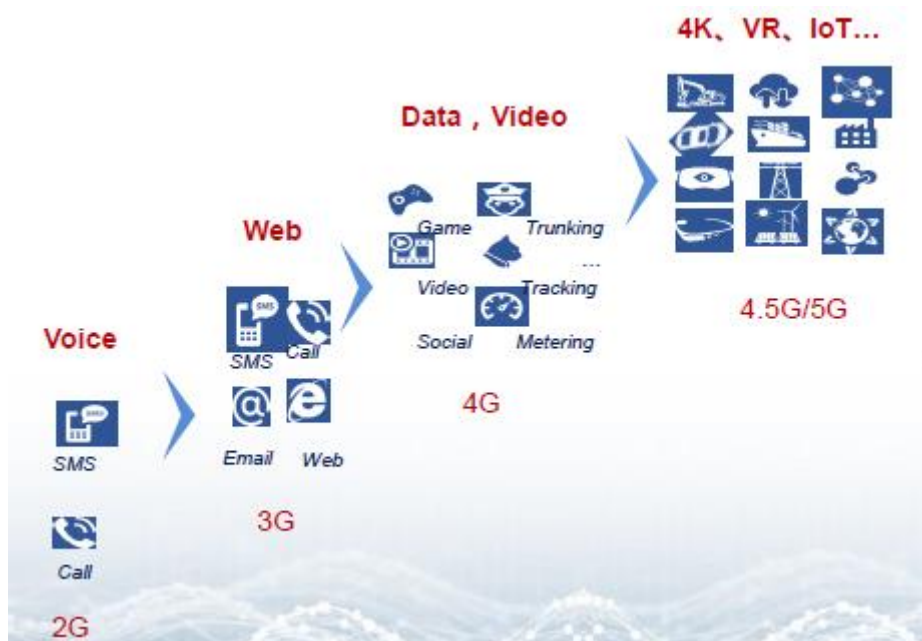 4K、VR、IoT...
Data，Video
Game
Trunking
...
Video
Tracking
Social
Metering
4.5G/5G
4G
Web
SMS
SMS
Call
@
e
Email
Web
3G
Voice
SMS
SMS
Call
2G